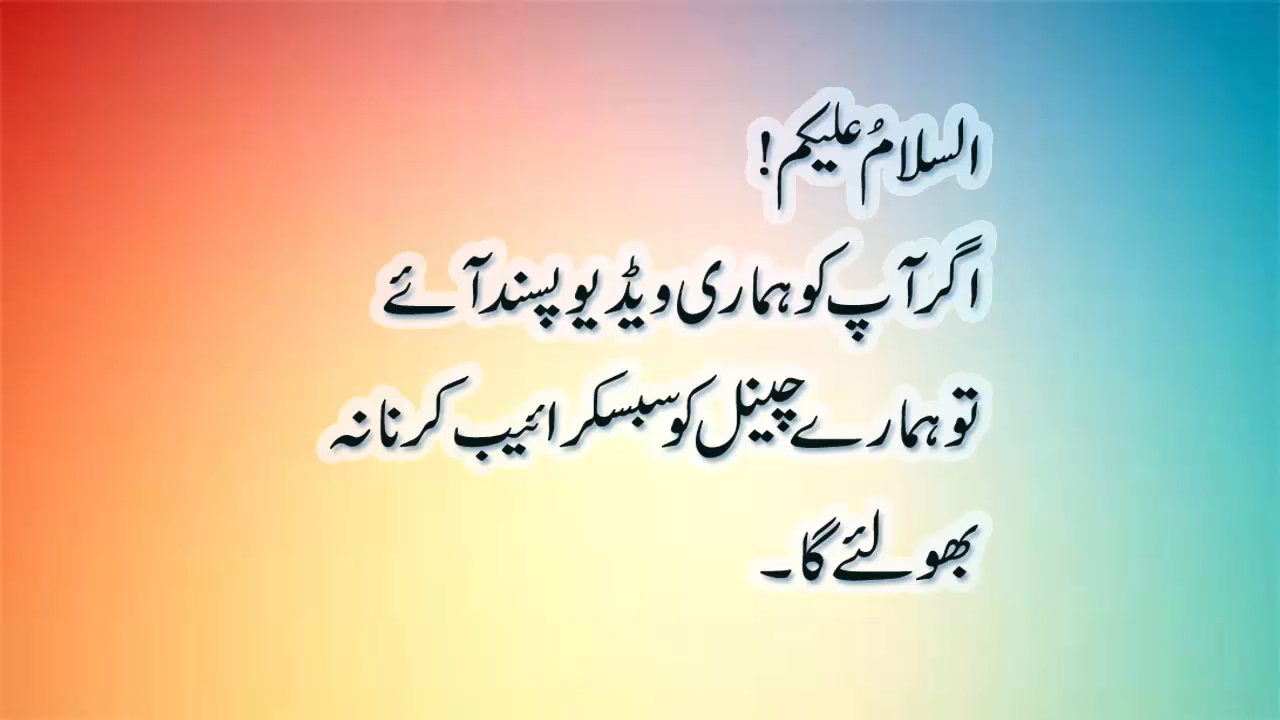 السلامُ علیکم!
اگر آپ کو ہماری ویڈیو پسند آئے
تو ہمارے چینل کو سبسکرائیب کرنا نہ
بھولئے گا۔